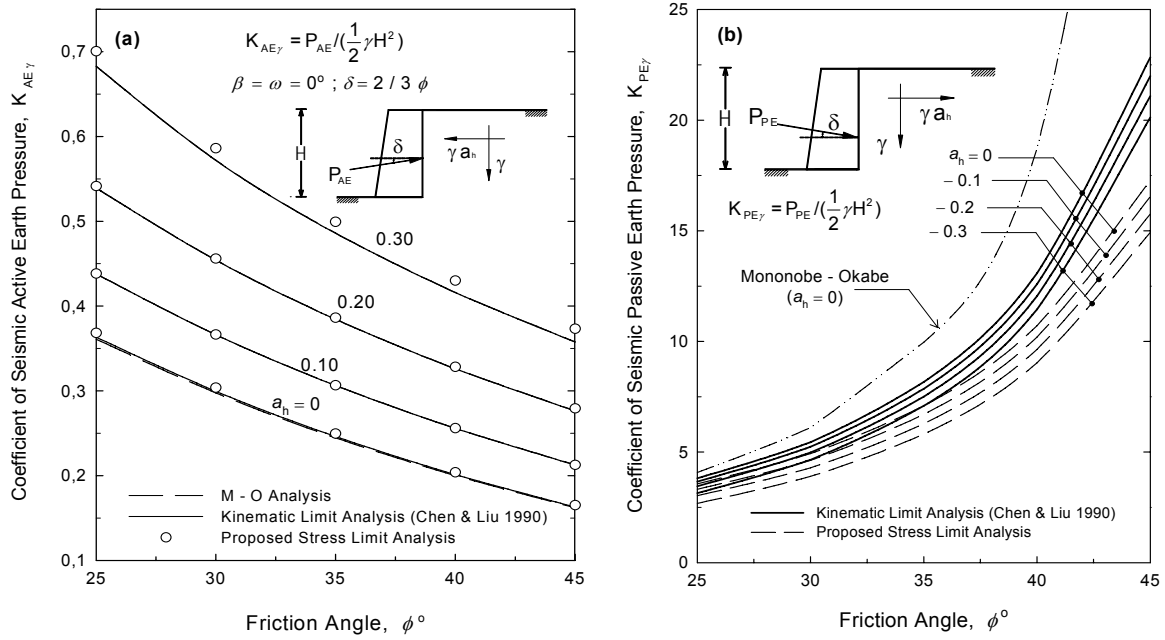 (a)
K_AEγ = P_AE/(1/2 γH²)
β = ω = 0° ; δ = 2 / 3 ϕ
H
P_AE
δ
γ a_h
γ
0.30
0.20
0.10
a_h = 0
M - O Analysis
Kinematic Limit Analysis (Chen & Liu 1990)
Proposed Stress Limit Analysis
Coefficient of Seismic Active Earth Pressure, K_AEγ
0,7
0,6
0,5
0,4
0,3
0,2
0,1
25
30
35
40
45
Friction Angle, ϕ°
(b)
H
P_PE
δ
γ a_h
γ
K_PEγ = P_PE/(1/2 γH²)
a_h = 0
– 0.1
– 0.2
– 0.3
Mononobe - Okabe
(a_h = 0)
Kinematic Limit Analysis (Chen & Liu 1990)
Proposed Stress Limit Analysis
Coefficient of Seismic Passive Earth Pressure, K_PEγ
25
20
15
10
5
0
25
30
35
40
45
Friction Angle, ϕ°